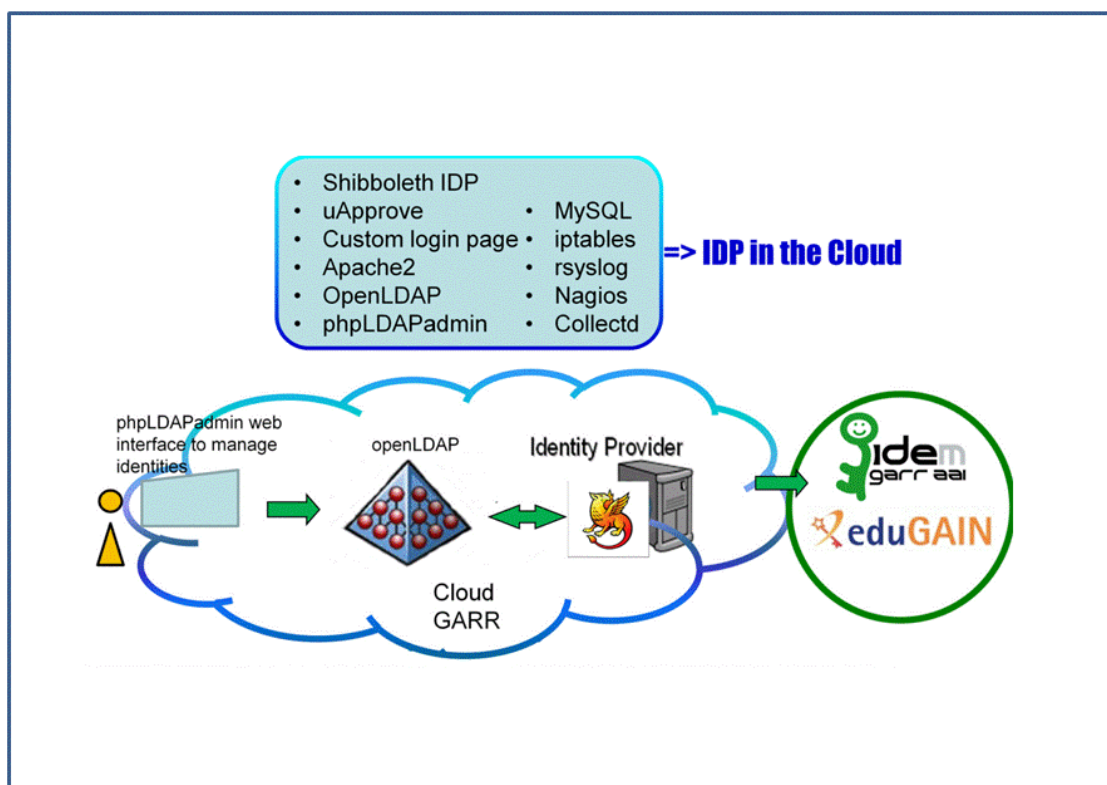 Shibboleth IDP
uApprove
Custom login page
Apache2
OpenLDAP
phpLDAPadmin
MySQL
iptables
rsyslog
Nagios
Collectd
=> IDP in the Cloud
phpLDAPadmin web
interface to manage
identities
openLDAP
Identity Provider
Cloud
GARR
idem
garr aai
eduGAIN